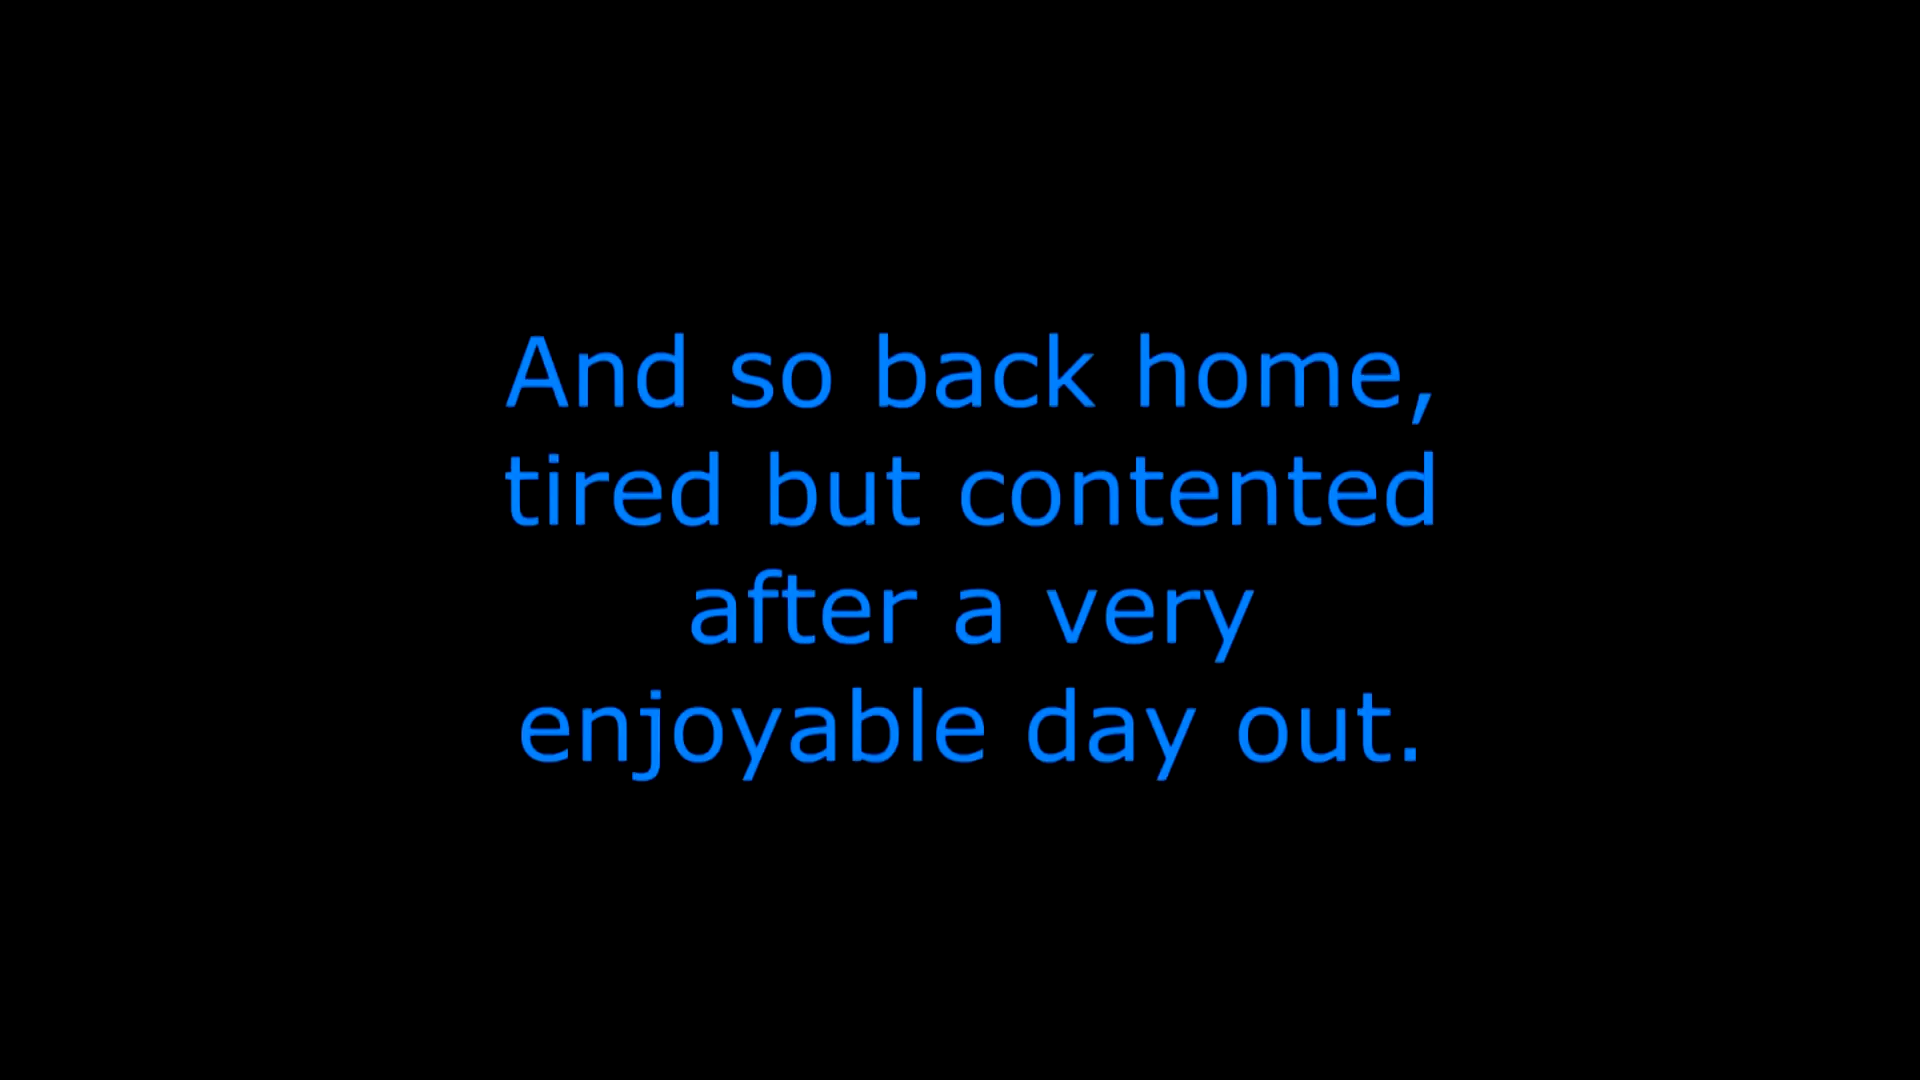 And so back home,
tired but contented
after a very
enjoyable day out.